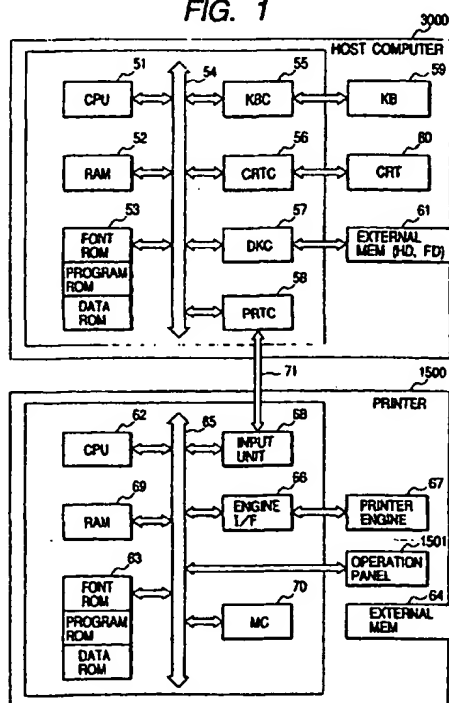 FIG. 1
3000
HOST COMPUTER
51
CPU
54
55
KBC
59
KB
52
RAM
56
CRTC
60
CRT
53
FONT ROM
PROGRAM ROM
DATA ROM
57
DKC
61
EXTERNAL MEM (HD, FD)
58
PRTC
71
1500
PRINTER
62
CPU
65
68
INPUT UNIT
69
RAM
66
ENGINE I/F
67
PRINTER ENGINE
1501
OPERATION PANEL
63
FONT ROM
PROGRAM ROM
DATA ROM
70
MC
64
EXTERNAL MEM